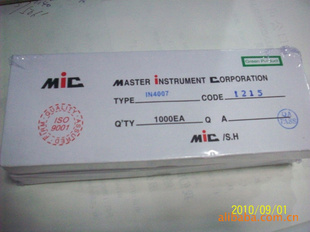 MIC MASTER INSTRUMENT CORPORATION
TYPE IN4007 CODE 1215
ISO
9001
Q'TY 1000EA Q A
MIC /S.H
2010/09/01